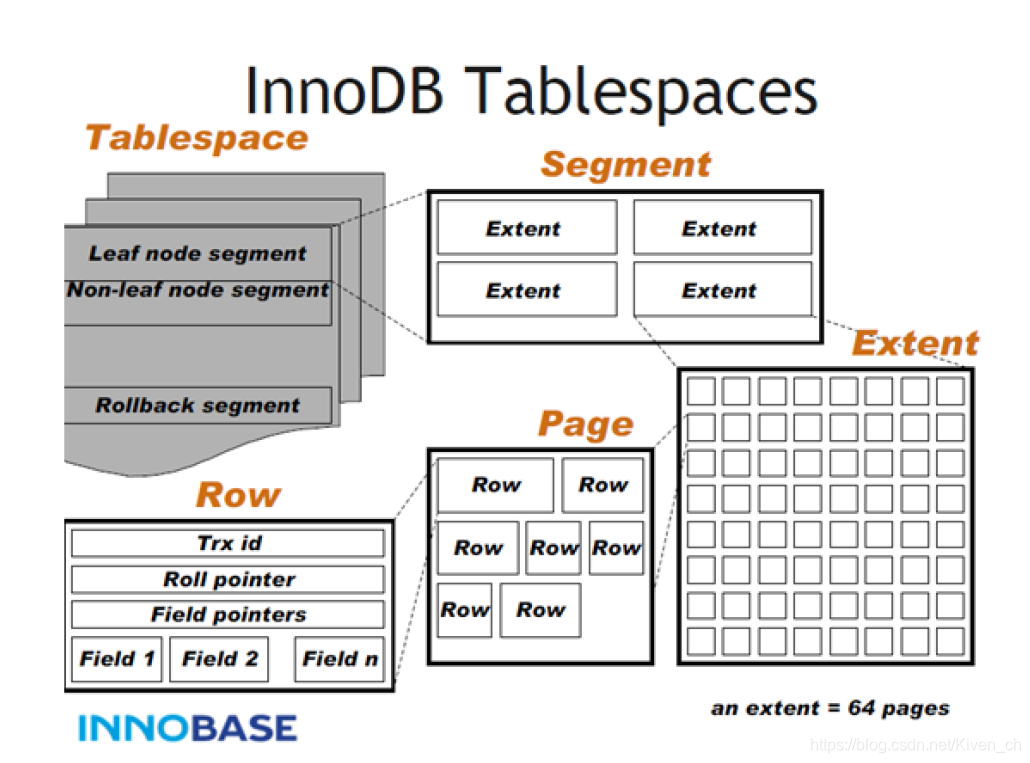 InnoDB Tablespaces
Tablespace
Leaf node segment
Non-leaf node segment
Rollback segment
Segment
Extent Extent
Extent Extent
Extent
Page
Row Row
Row Row Row
Row Row
Row
Trx id
Roll pointer
Field pointers
Field 1 Field 2 Field n
an extent = 64 pages
INNOBASE
https://blog.csdn.net/Kiven_ch